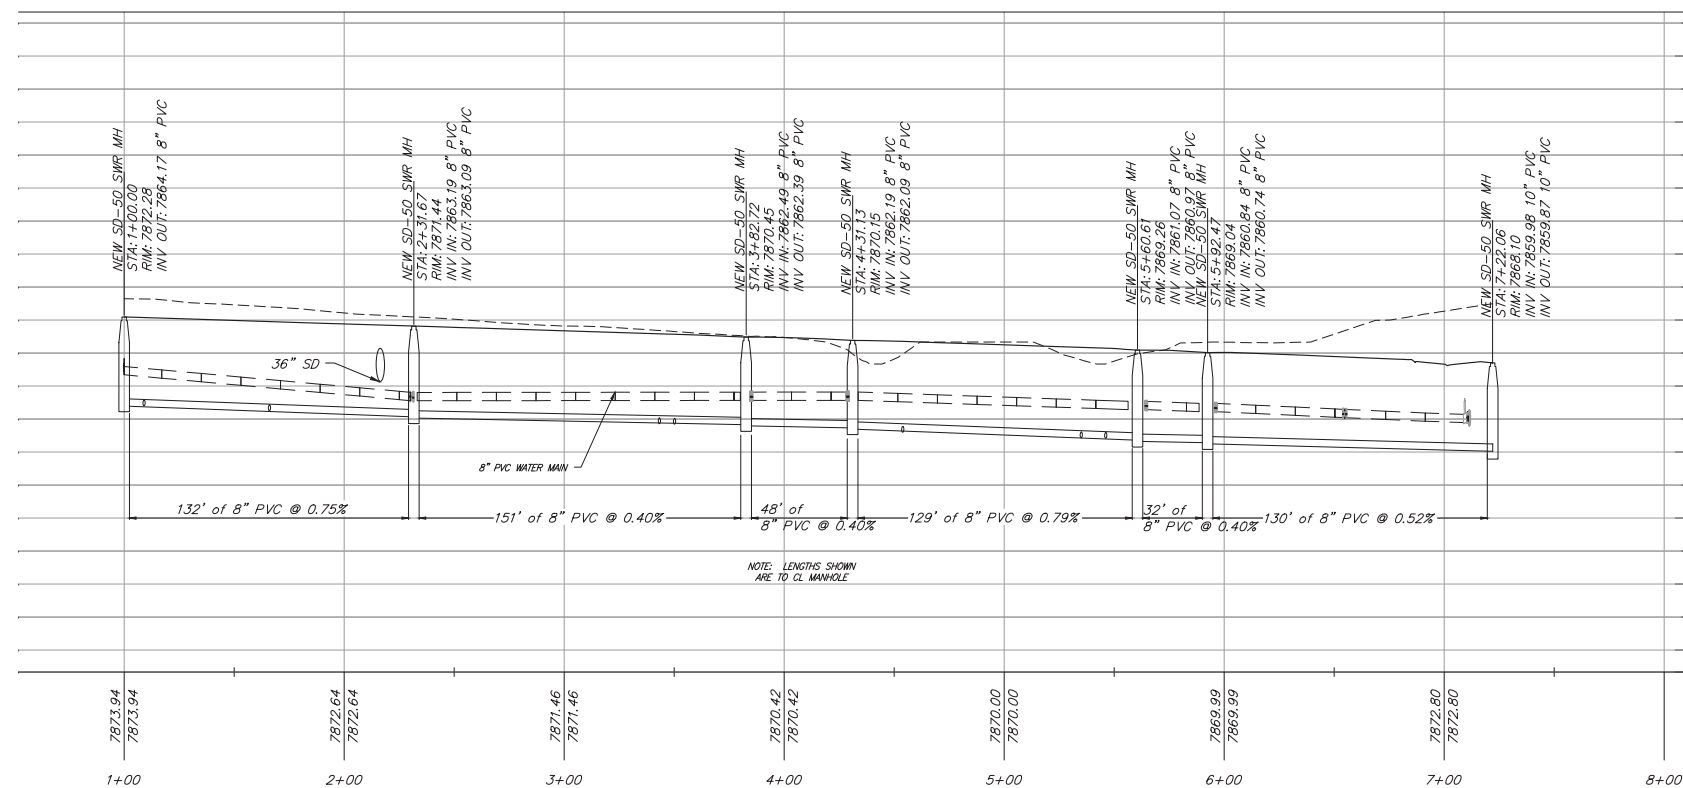 NEW SD-50 SWR MH
STA: 1+00.00
RIM: 7872.28
INV OUT: 7864.17 8" PVC
NEW SD-50 SWR MH
STA: 2+31.67
RIM: 7871.44
INV IN: 7863.19 8" PVC
INV OUT: 7863.09 8" PVC
NEW SD-50 SWR MH
STA: 3+82.72
RIM: 7870.45
INV IN: 7862.49 8" PVC
INV OUT: 7862.39 8" PVC
NEW SD-50 SWR MH
STA: 4+31.13
RIM: 7870.15
INV IN: 7862.19 8" PVC
INV OUT: 7862.09 8" PVC
NEW SD-50 SWR MH
STA: 5+60.61
RIM: 7869.26
INV IN: 7861.07 8" PVC
INV OUT: 7860.97 8" PVC
NEW SD-50 SWR MH
STA: 5+92.47
RIM: 7869.04
INV IN: 7860.84 8" PVC
INV OUT: 7860.74 8" PVC
NEW SD-50 SWR MH
STA: 7+22.06
RIM: 7868.10
INV IN: 7859.98 10" PVC
INV OUT: 7859.87 10" PVC
36" SD
8" PVC WATER MAIN
132' of 8" PVC @ 0.75%
151' of 8" PVC @ 0.40%
48' of
8" PVC @ 0.40%
129' of 8" PVC @ 0.79%
32' of
8" PVC @ 0.40%
130' of 8" PVC @ 0.52%
NOTE: LENGTHS SHOWN
ARE TO CL MANHOLE
7873.94
7873.94
7872.64
7872.64
7871.46
7871.46
7870.42
7870.42
7870.00
7870.00
7869.99
7869.99
7872.80
7872.80
1+00
2+00
3+00
4+00
5+00
6+00
7+00
8+00